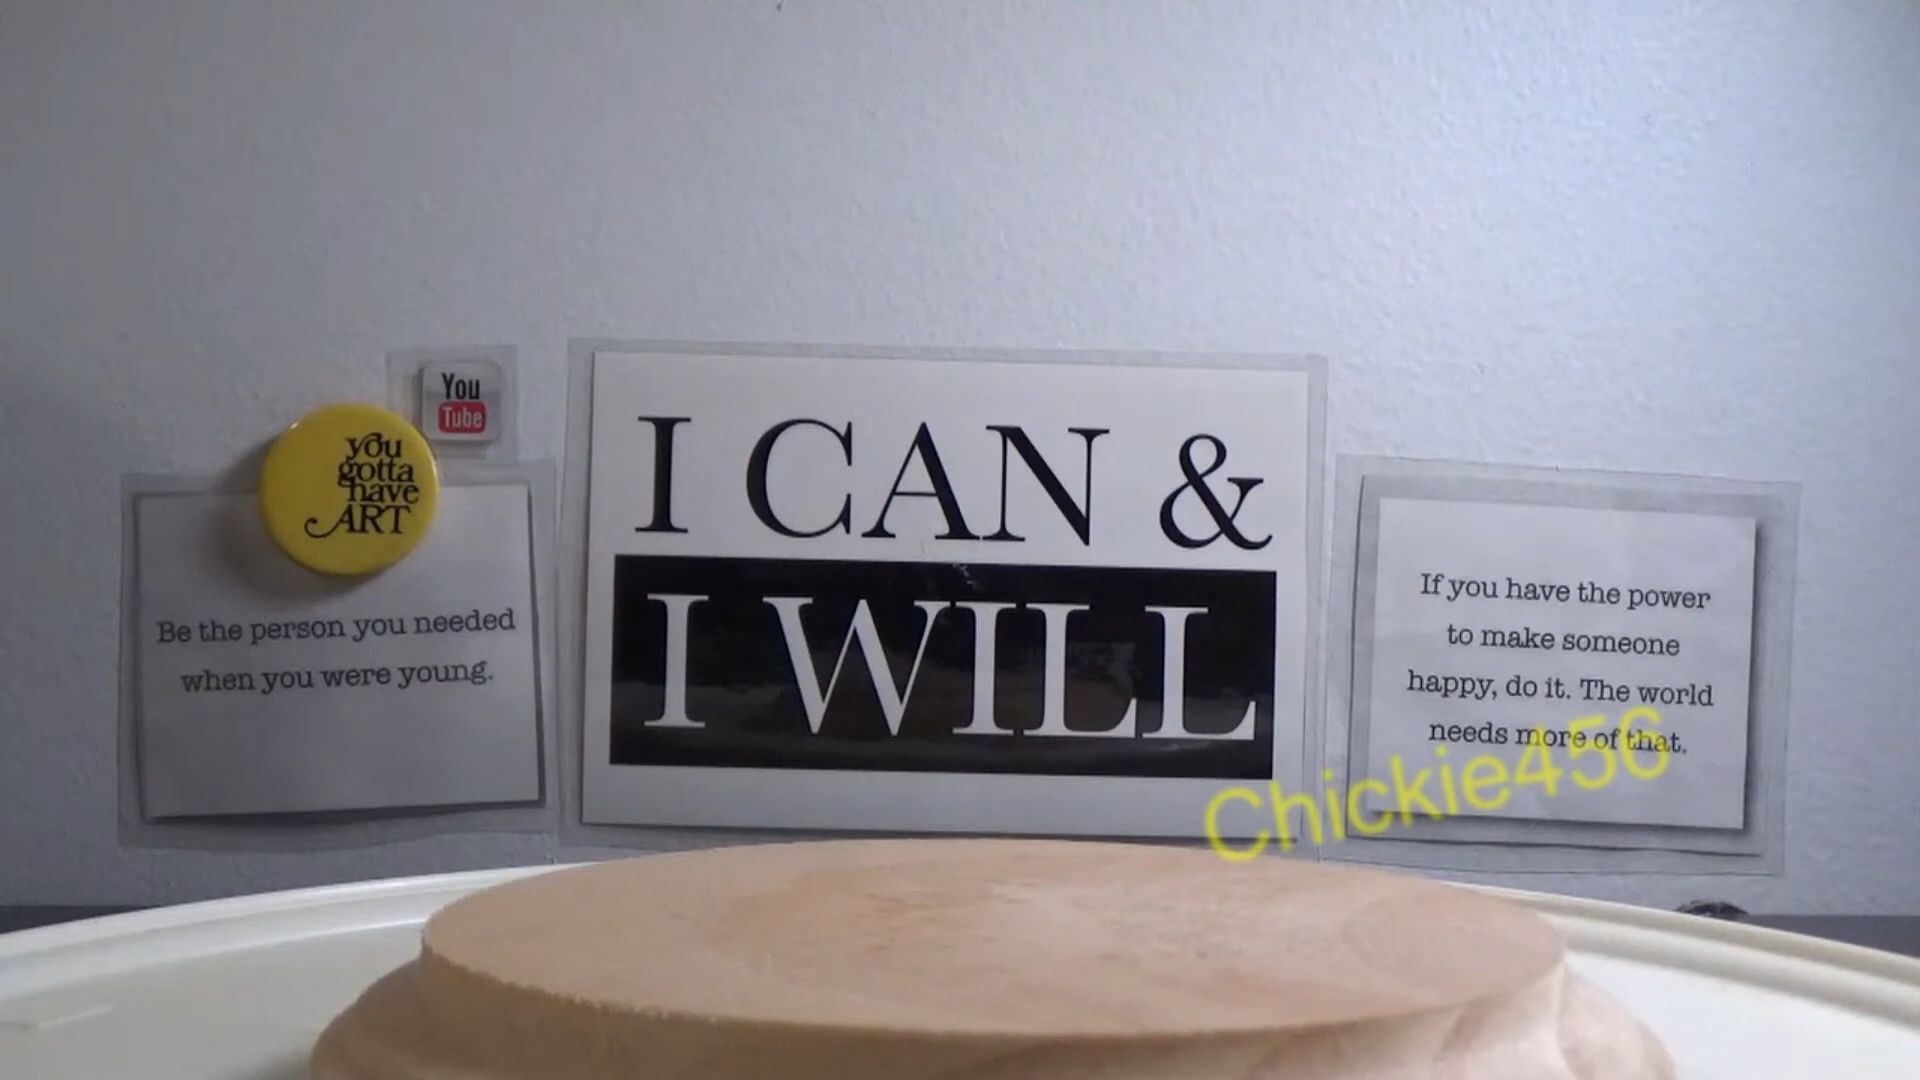 You
Tube
you
gotta
have
ART
Be the person you needed
when you were young.
I CAN &
I WILL
If you have the power
to make someone
happy, do it. The world
needs more of that.
Chickie456